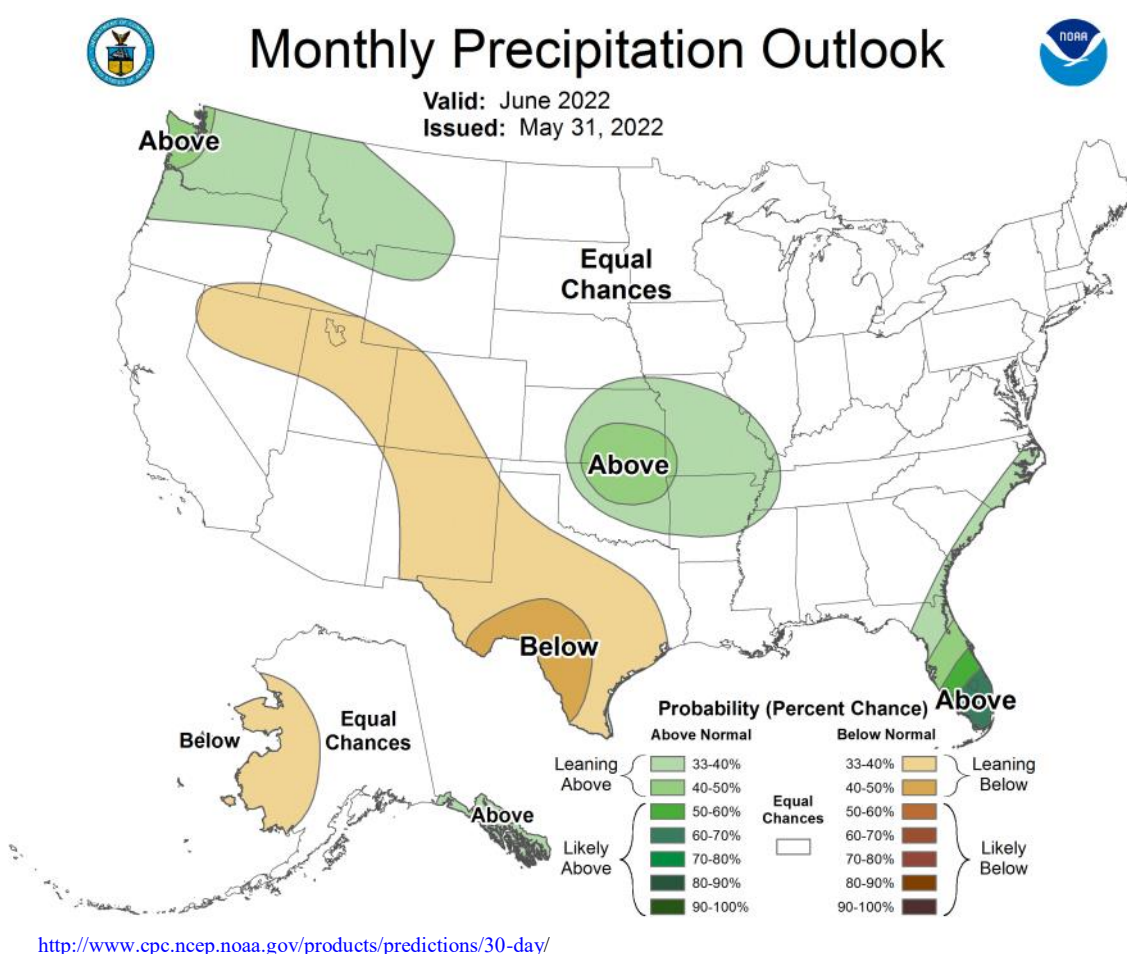 Monthly Precipitation Outlook
NOAA
Valid: June 2022
Issued: May 31, 2022
Above
Equal
Chances
Above
Below
Above
Below
Equal
Chances
Above
Probability (Percent Chance)
Above Normal
Below Normal
Leaning
Above
33-40%
40-50%
Likely
Above
50-60%
60-70%
70-80%
80-90%
90-100%
Equal
Chances
33-40%
40-50%
Leaning
Below
50-60%
60-70%
70-80%
80-90%
90-100%
Likely
Below
http://www.cpc.ncep.noaa.gov/products/predictions/30-day/